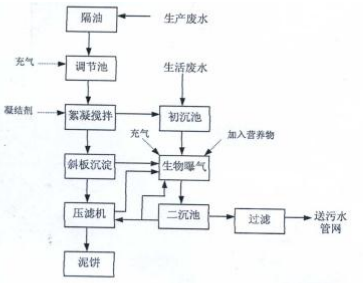 隔油
生产废水
充气
调节池
生活废水
凝结剂
絮凝搅拌
初沉池
充气
加入营养物
斜板沉淀
生物曝气
压滤机
二沉池
过滤
送污水
管网
泥饼